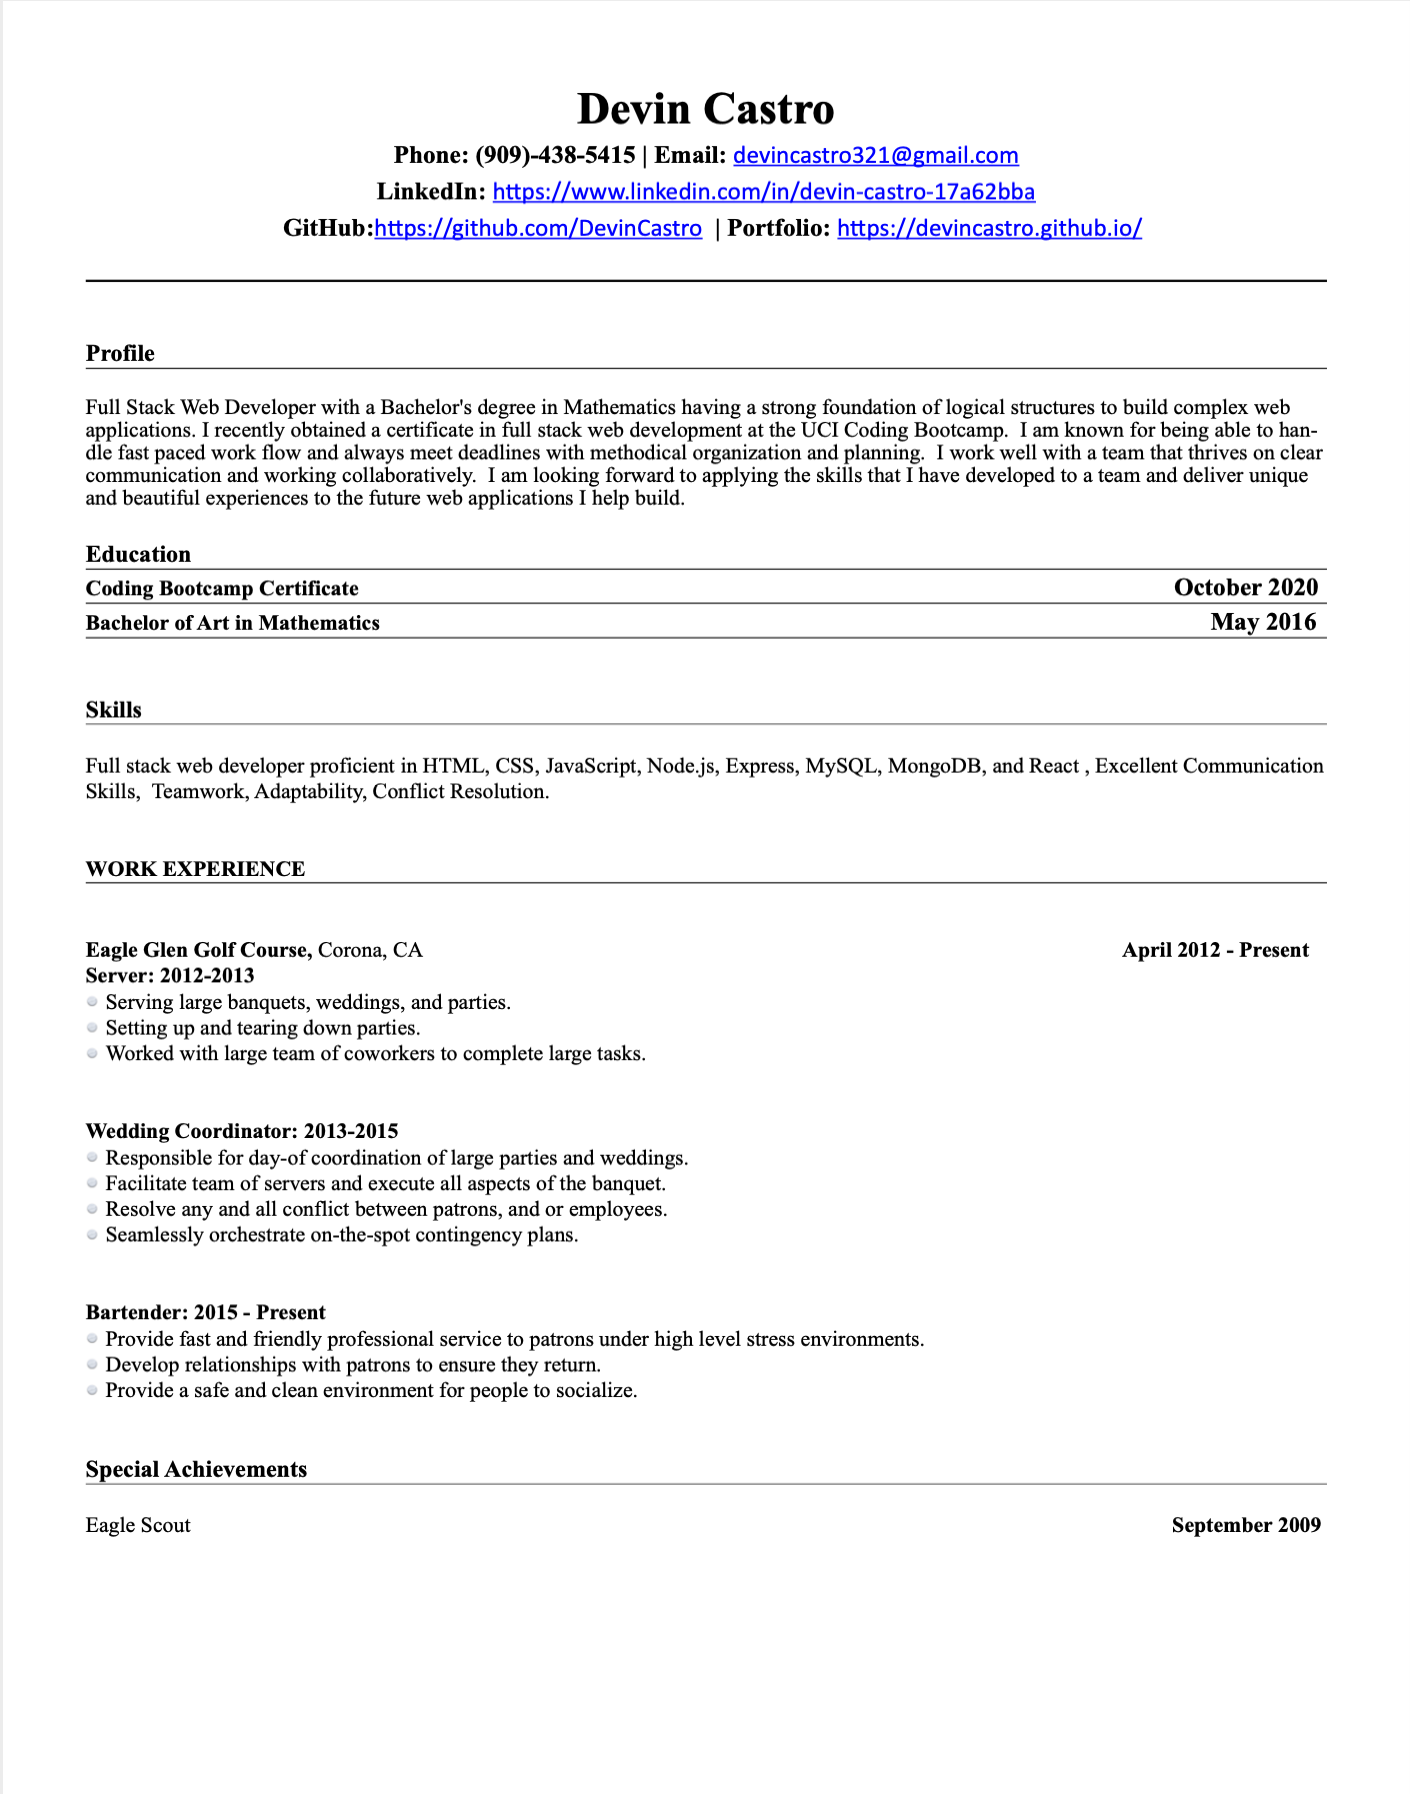 Devin Castro
Phone: (909)-438-5415 | Email: devincastro321@gmail.com
LinkedIn: https://www.linkedin.com/in/devin-castro-17a62bba
GitHub:https://github.com/DevinCastro | Portfolio: https://devincastro.github.io/
Profile
Full Stack Web Developer with a Bachelor's degree in Mathematics having a strong foundation of logical structures to build complex web
applications. I recently obtained a certificate in full stack web development at the UCI Coding Bootcamp. I am known for being able to han-
dle fast paced work flow and always meet deadlines with methodical organization and planning. I work well with a team that thrives on clear
communication and working collaboratively. I am looking forward to applying the skills that I have developed to a team and deliver unique
and beautiful experiences to the future web applications I help build.
Education
Coding Bootcamp Certificate October 2020
Bachelor of Art in Mathematics May 2016
Skills
Full stack web developer proficient in HTML, CSS, JavaScript, Node.js, Express, MySQL, MongoDB, and React , Excellent Communication
Skills, Teamwork, Adaptability, Conflict Resolution.
WORK EXPERIENCE
Eagle Glen Golf Course, Corona, CA April 2012 - Present
Server: 2012-2013
Serving large banquets, weddings, and parties.
Setting up and tearing down parties.
Worked with large team of coworkers to complete large tasks.
Wedding Coordinator: 2013-2015
Responsible for day-of coordination of large parties and weddings.
Facilitate team of servers and execute all aspects of the banquet.
Resolve any and all conflict between patrons, and or employees.
Seamlessly orchestrate on-the-spot contingency plans.
Bartender: 2015 - Present
Provide fast and friendly professional service to patrons under high level stress environments.
Develop relationships with patrons to ensure they return.
Provide a safe and clean environment for people to socialize.
Special Achievements
Eagle Scout September 2009